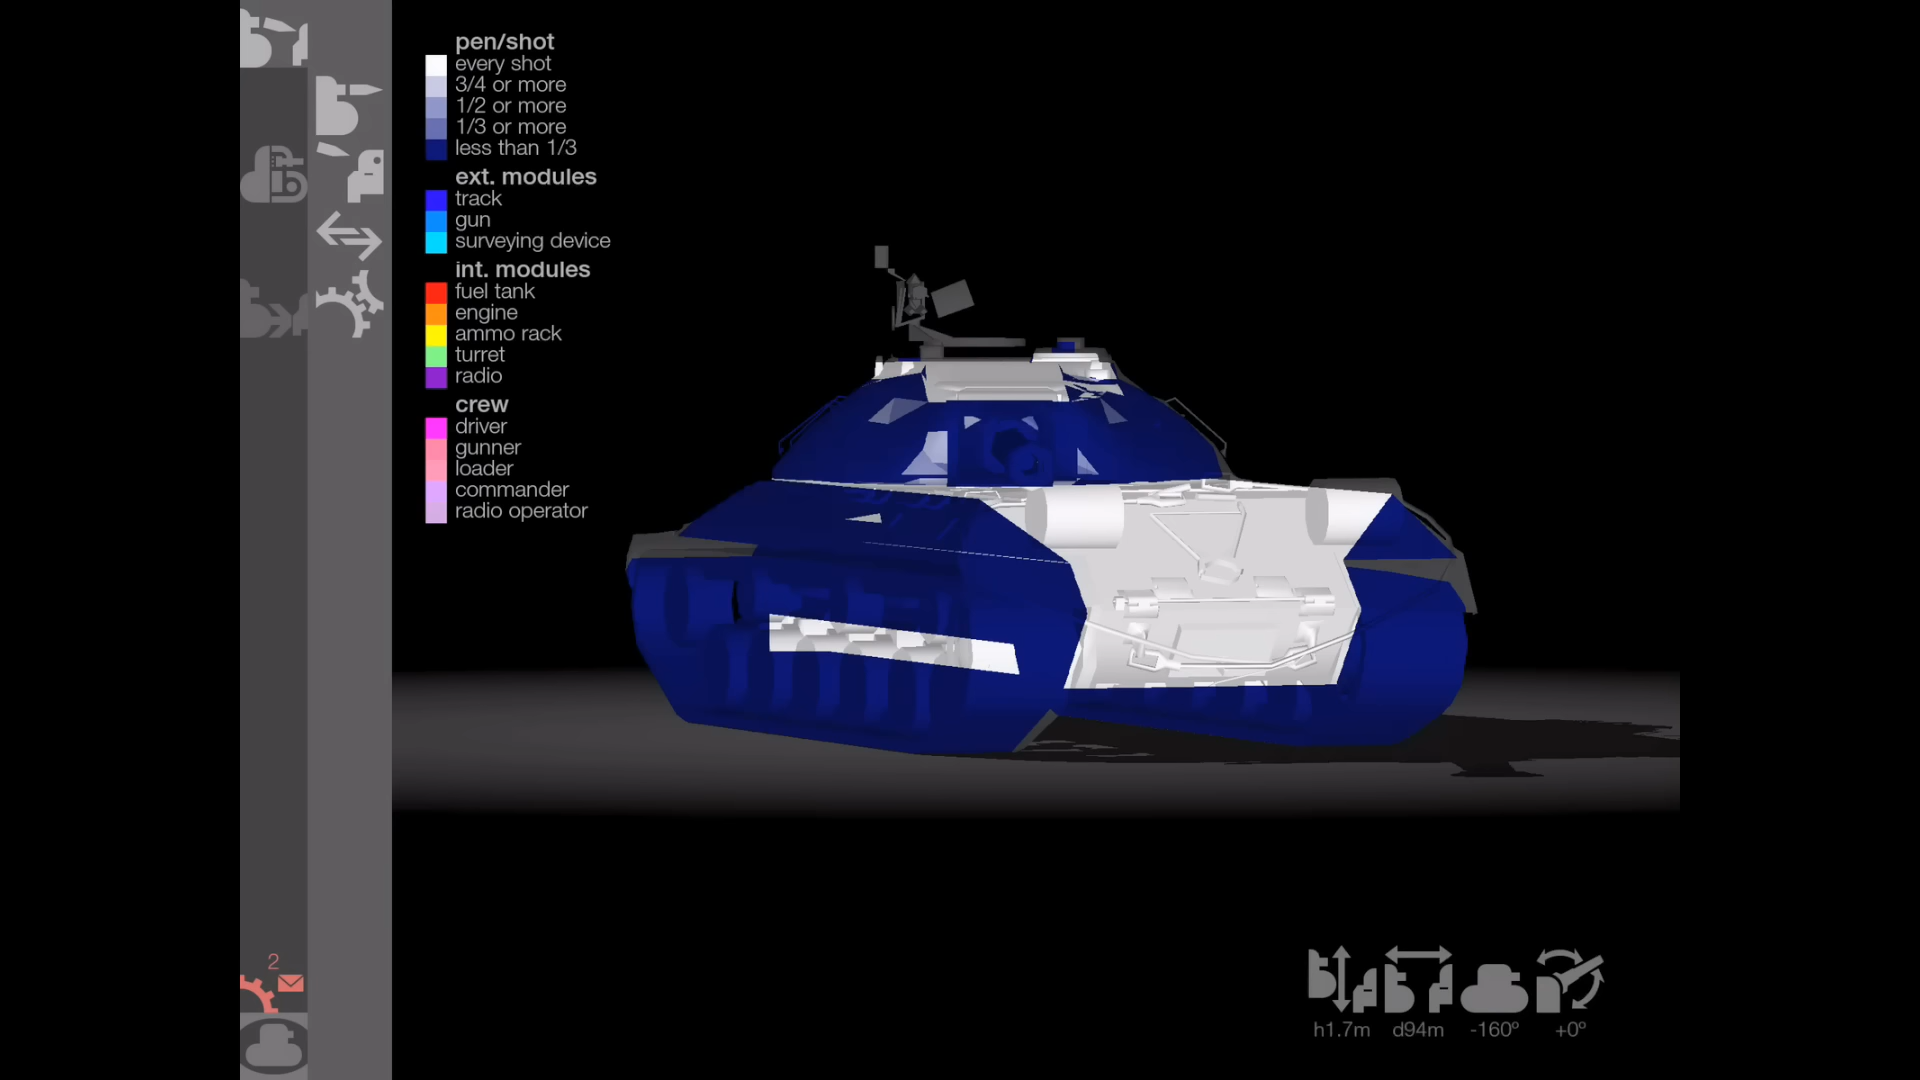 pen/shot
every shot
3/4 or more
1/2 or more
1/3 or more
less than 1/3
ext. modules
track
gun
surveying device
int. modules
fuel tank
engine
ammo rack
turret
radio
crew
driver
gunner
loader
commander
radio operator
2
h1.7m d94m -160° +0°